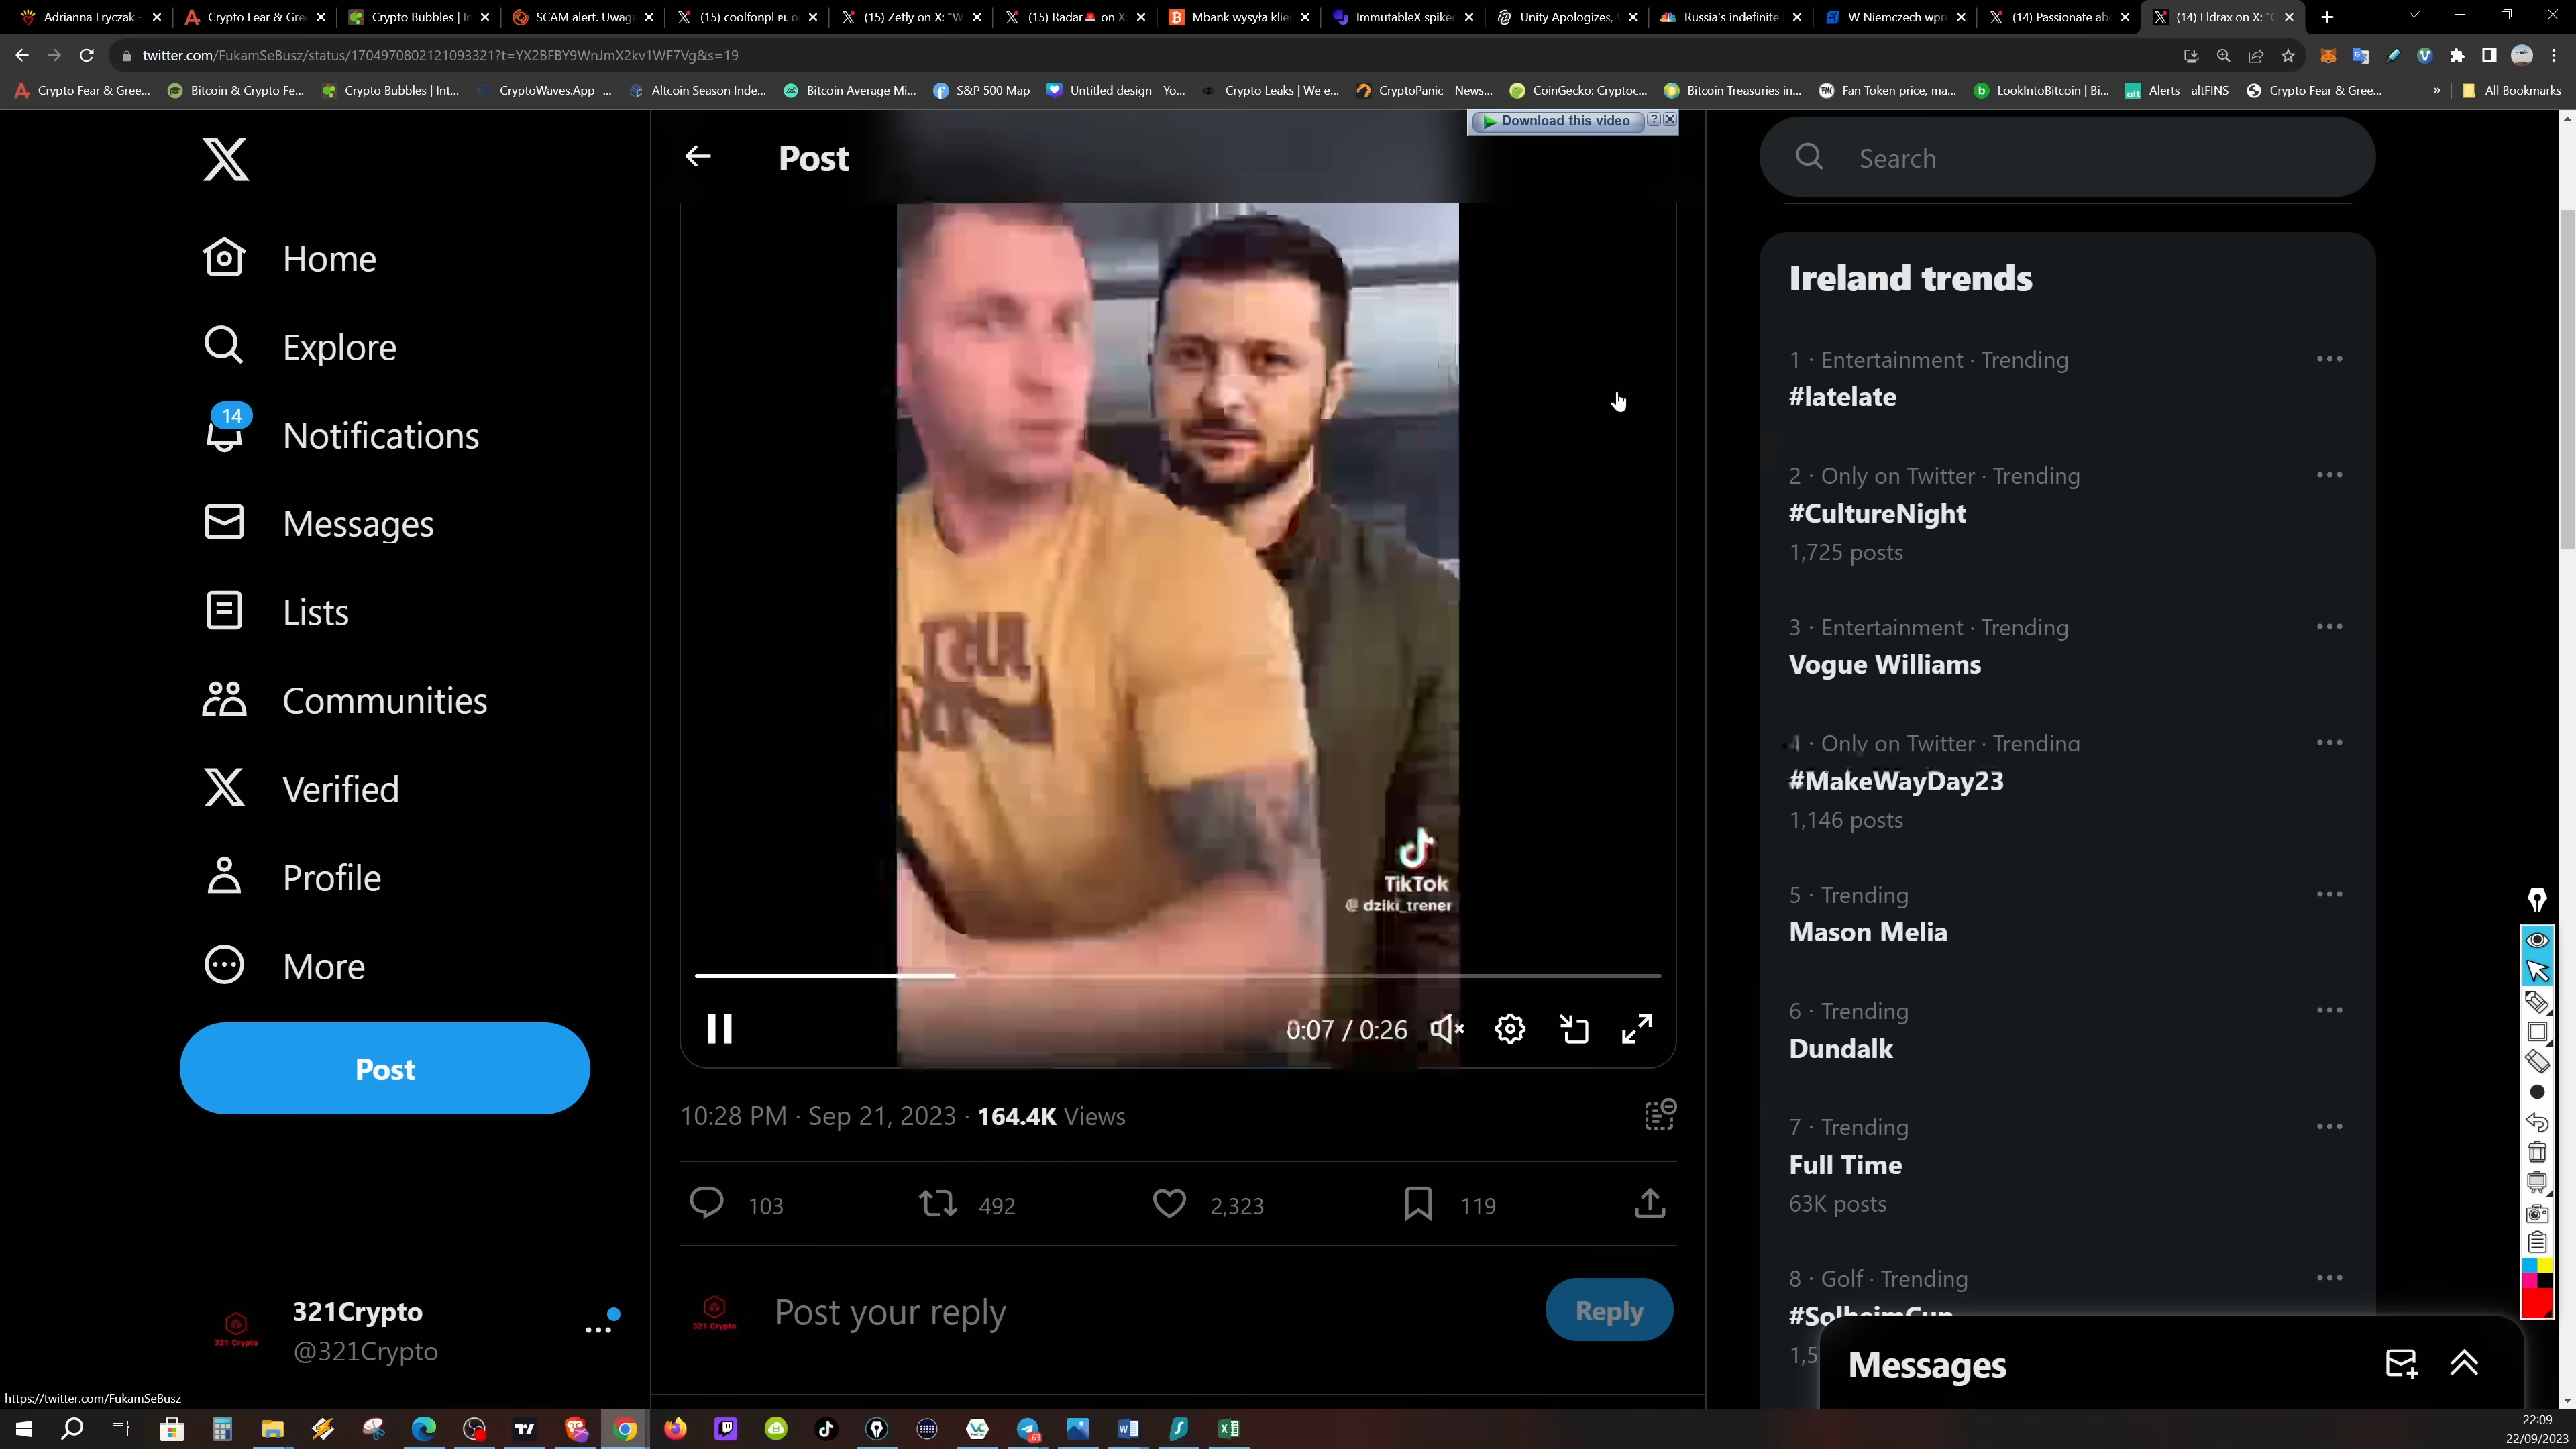 Adrianna Fryczak -
Crypto Fear & Gre
Crypto Bubbles | In
SCAM alert. Uwaga
(15) coolfonpl PL o
(15) Zetly on X: "W
(15) Radar🚨 on X
Mbank wysyła klie
ImmutableX spike
Unity Apologizes,
Russia's indefinite
W Niemczech wpr
(14) Passionate ab
(14) Eldrax on X: "C
twitter.com/FukamSeBusz/status/1704970802121093321?t=YX2BFBY9WnJmX2kv1WF7Vg&s=19
Crypto Fear & Gree...
Bitcoin & Crypto Fe...
Crypto Bubbles | Int...
CryptoWaves.App -...
Altcoin Season Inde...
Bitcoin Average Mi...
S&P 500 Map
Untitled design - Yo...
Crypto Leaks | We e...
CryptoPanic - News...
CoinGecko: Cryptoc...
Bitcoin Treasuries in...
Fan Token price, ma...
LookIntoBitcoin | Bi...
Alerts - altFINS
Crypto Fear & Gree...
»
All Bookmarks
Home
Explore
14
Notifications
Messages
Lists
Communities
Verified
Profile
More
Post
321Crypto
@321Crypto
https://twitter.com/FukamSeBusz
Post
Download this video
TikTok
@ dziki_trener
0:07 / 0:26
10:28 PM · Sep 21, 2023 · 164.4K Views
103
492
2,323
119
321 Crypto
Post your reply
Reply
Search
Ireland trends
1 · Entertainment · Trending
#latelate
2 · Only on Twitter · Trending
#CultureNight
1,725 posts
3 · Entertainment · Trending
Vogue Williams
4 · Only on Twitter · Trending
#MakeWayDay23
1,146 posts
5 · Trending
Mason Melia
6 · Trending
Dundalk
7 · Trending
Full Time
63K posts
8 · Golf · Trending
#SolheimCup
1,5
Messages
22:09
22/09/2023